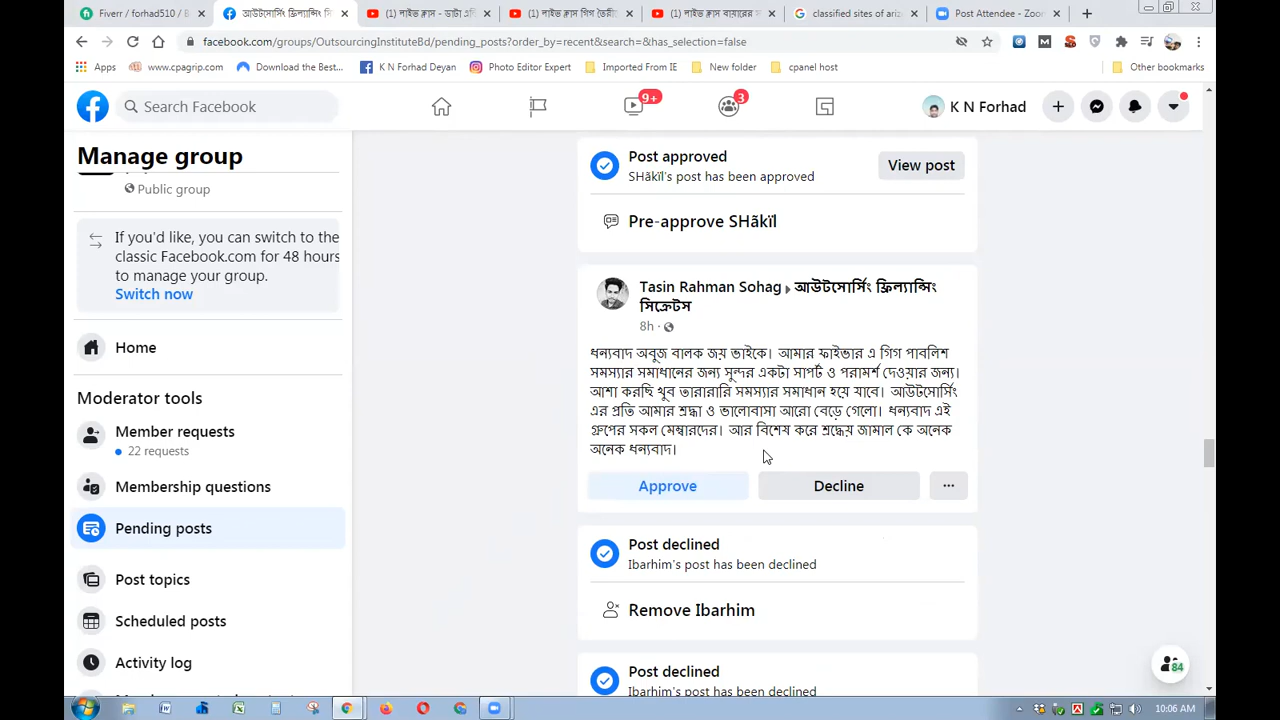 Fiverr / forhad510 / B
আউটসোর্সিং ফ্রিল্যান্সিং সি
(1) লাইভ ক্লাস - ডাটা এন্
(1) লাইভ ক্লাস গিগ তৈরী
(1) লাইভ ক্লাস বায়ারের স
classified sites of ariz
Post Attendee - Zoom
facebook.com/groups/OutsourcingInstituteBd/pending_posts?order_by=recent&search=&has_selection=false
Apps
www.cpagrip.com
Download the Best...
K N Forhad Deyan
Photo Editor Expert
Imported From IE
New folder
cpanel host
Other bookmarks
Search Facebook
9+
3
K N Forhad
Manage group
Public group
If you'd like, you can switch to the
classic Facebook.com for 48 hours
to manage your group.
Switch now
Home
Moderator tools
Member requests
22 requests
Membership questions
Pending posts
Post topics
Scheduled posts
Activity log
Post approved
SHãkïl's post has been approved
View post
Pre-approve SHãkïl
Tasin Rahman Sohag ▸ আউটসোর্সিং ফ্রিল্যান্সিং
সিক্রেটস
8h ·
ধন্যবাদ অবুজ বালক জয় ভাইকে। আমার ফাইভার এ গিগ পাবলিশ
সমস্যার সমাধানের জন্য সুন্দর একটা সাপর্ট ও পরামর্শ দেওয়ার জন্য।
আশা করছি খুব তারারারি সমস্যার সমাধান হয়ে যাবে। আউটসোর্সিং
এর প্রতি আমার শ্রদ্ধা ও ভালোবাসা আরো বেড়ে গেলো। ধন্যবাদ এই
গ্রুপের সকল মেম্বারদের। আর বিশেষ করে শ্রদ্ধেয় জামাল কে অনেক
অনেক ধন্যবাদ।
Approve
Decline
Post declined
Ibarhim's post has been declined
Remove Ibarhim
Post declined
Ibarhim's post has been declined
84
10:06 AM